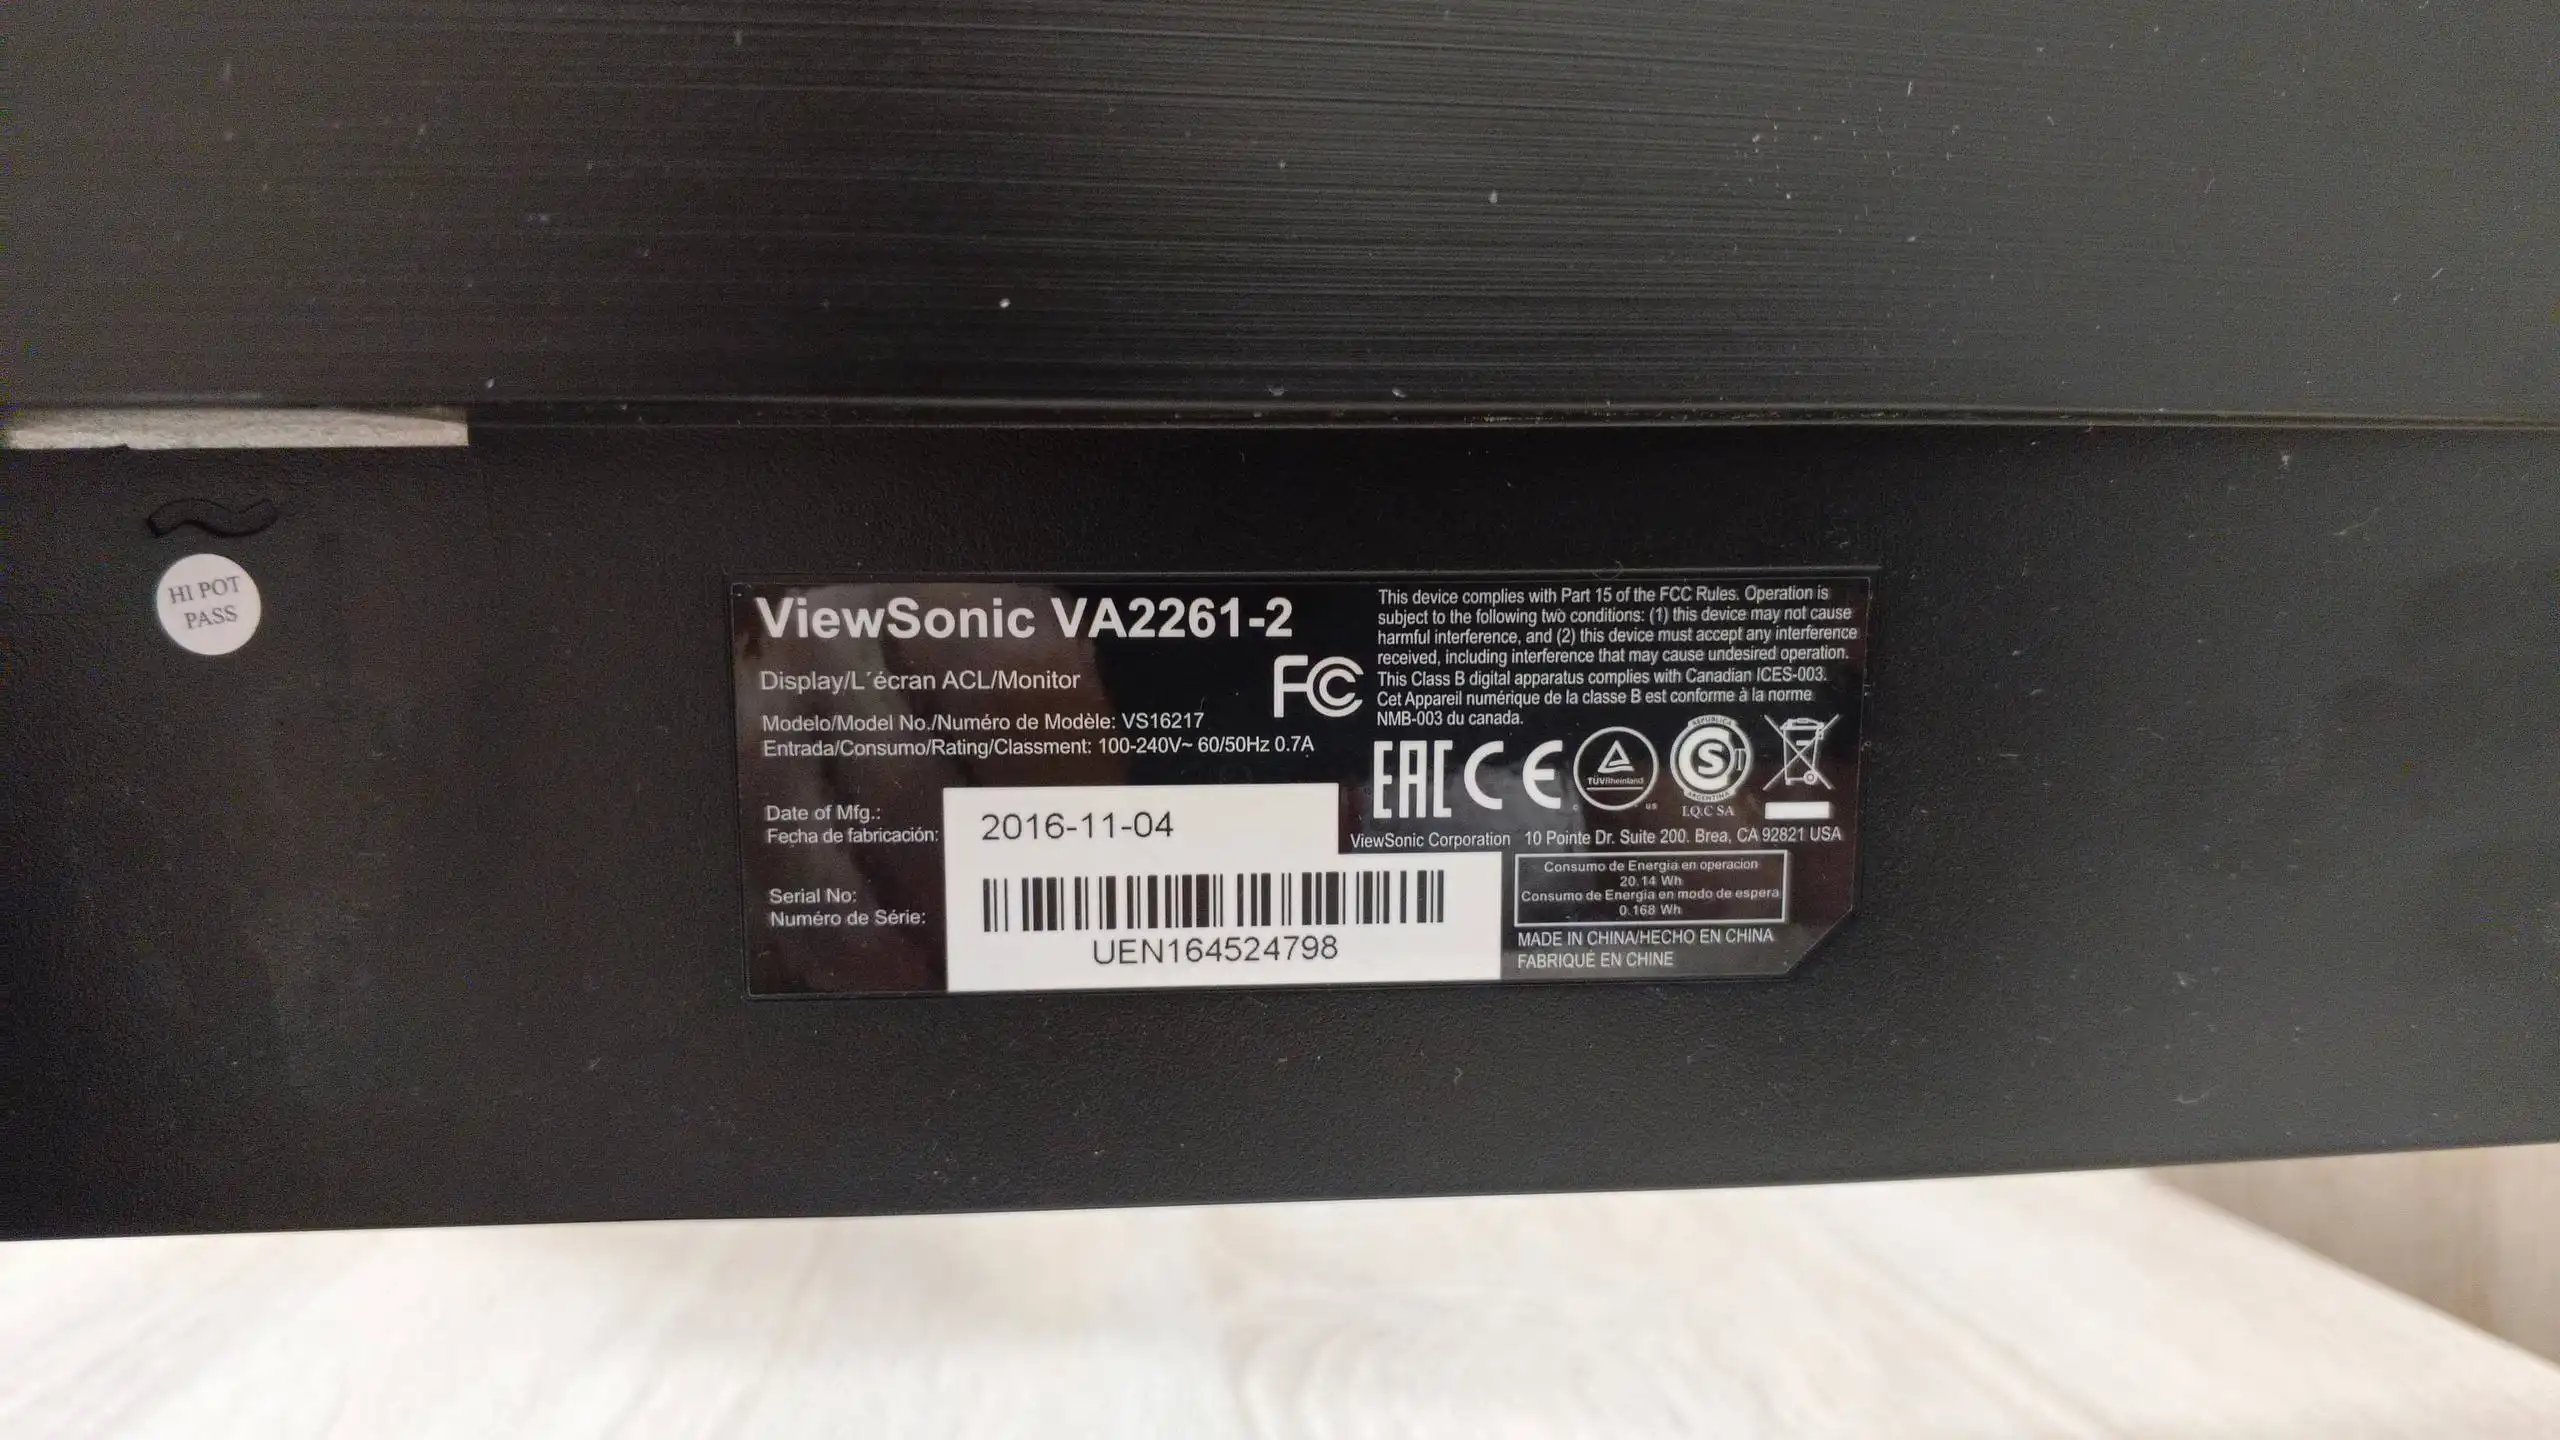 HI POT
PASS
ViewSonic VA2261-2
Display/L´écran ACL/Monitor
Modelo/Model No./Numéro de Modèle: VS16217
Entrada/Consumo/Rating/Classment: 100-240V~ 60/50Hz 0.7A
FC
Date of Mfg.:
Fecha de fabricación:
2016-11-04
Serial No:
Numéro de Série:
UEN164524798
This device complies with Part 15 of the FCC Rules. Operation is
subject to the following two conditions: (1) this device may not cause
harmful interference, and (2) this device must accept any interference
received, including interference that may cause undesired operation.
This Class B digital apparatus complies with Canadian ICES-003.
Cet Appareil numérique de la classe B est conforme à la norme
NMB-003 du canada.
EAC CE
c TÜVRheinland us
REPUBLICA
S
ARGENTINA
I.Q.C SA
ViewSonic Corporation 10 Pointe Dr. Suite 200. Brea, CA 92821 USA
Consumo de Energia en operacion
20.14 Wh
Consumo de Energia en modo de espera
0.168 Wh
MADE IN CHINA/HECHO EN CHINA
FABRIQUÉ EN CHINE